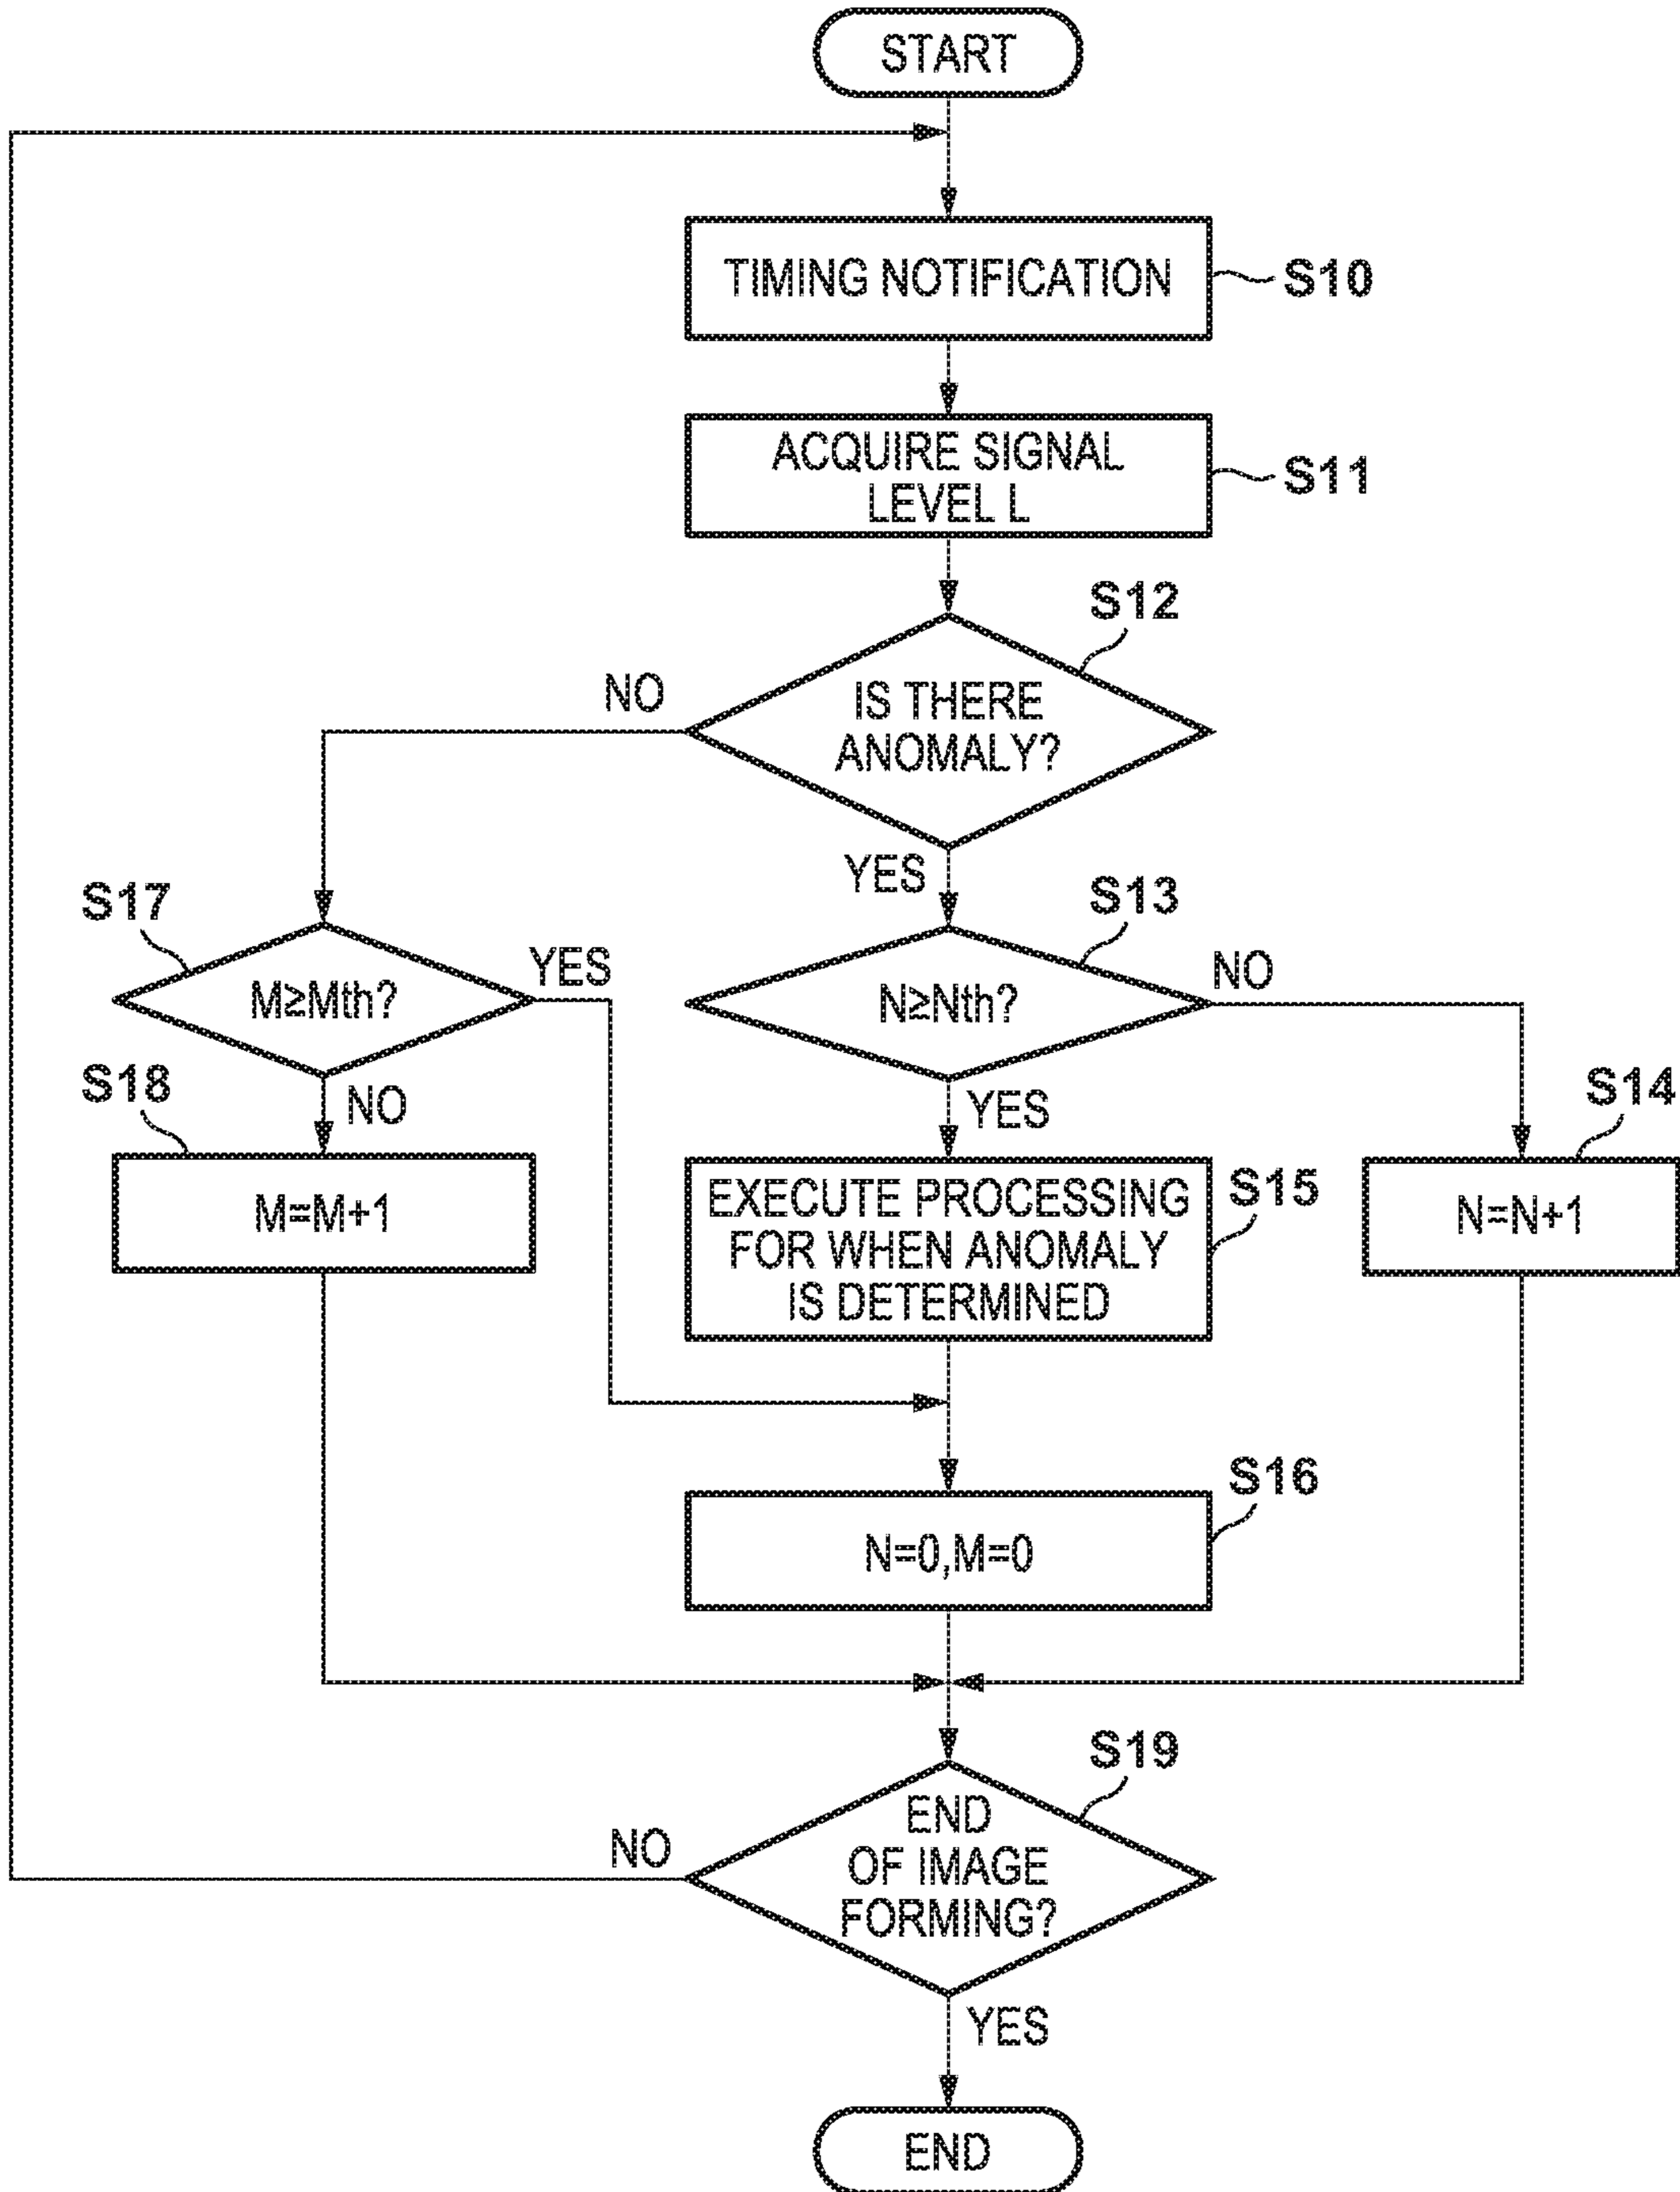 START
TIMING NOTIFICATION
S10
ACQUIRE SIGNAL
LEVEL L
S11
S12
IS THERE
ANOMALY?
NO
YES
S17
M≥Mth?
YES
S13
N≥Nth?
NO
S18
NO
M=M+1
YES
EXECUTE PROCESSING
FOR WHEN ANOMALY
IS DETERMINED
S15
S14
N=N+1
S16
N=0,M=0
S19
END
OF IMAGE
FORMING?
NO
YES
END